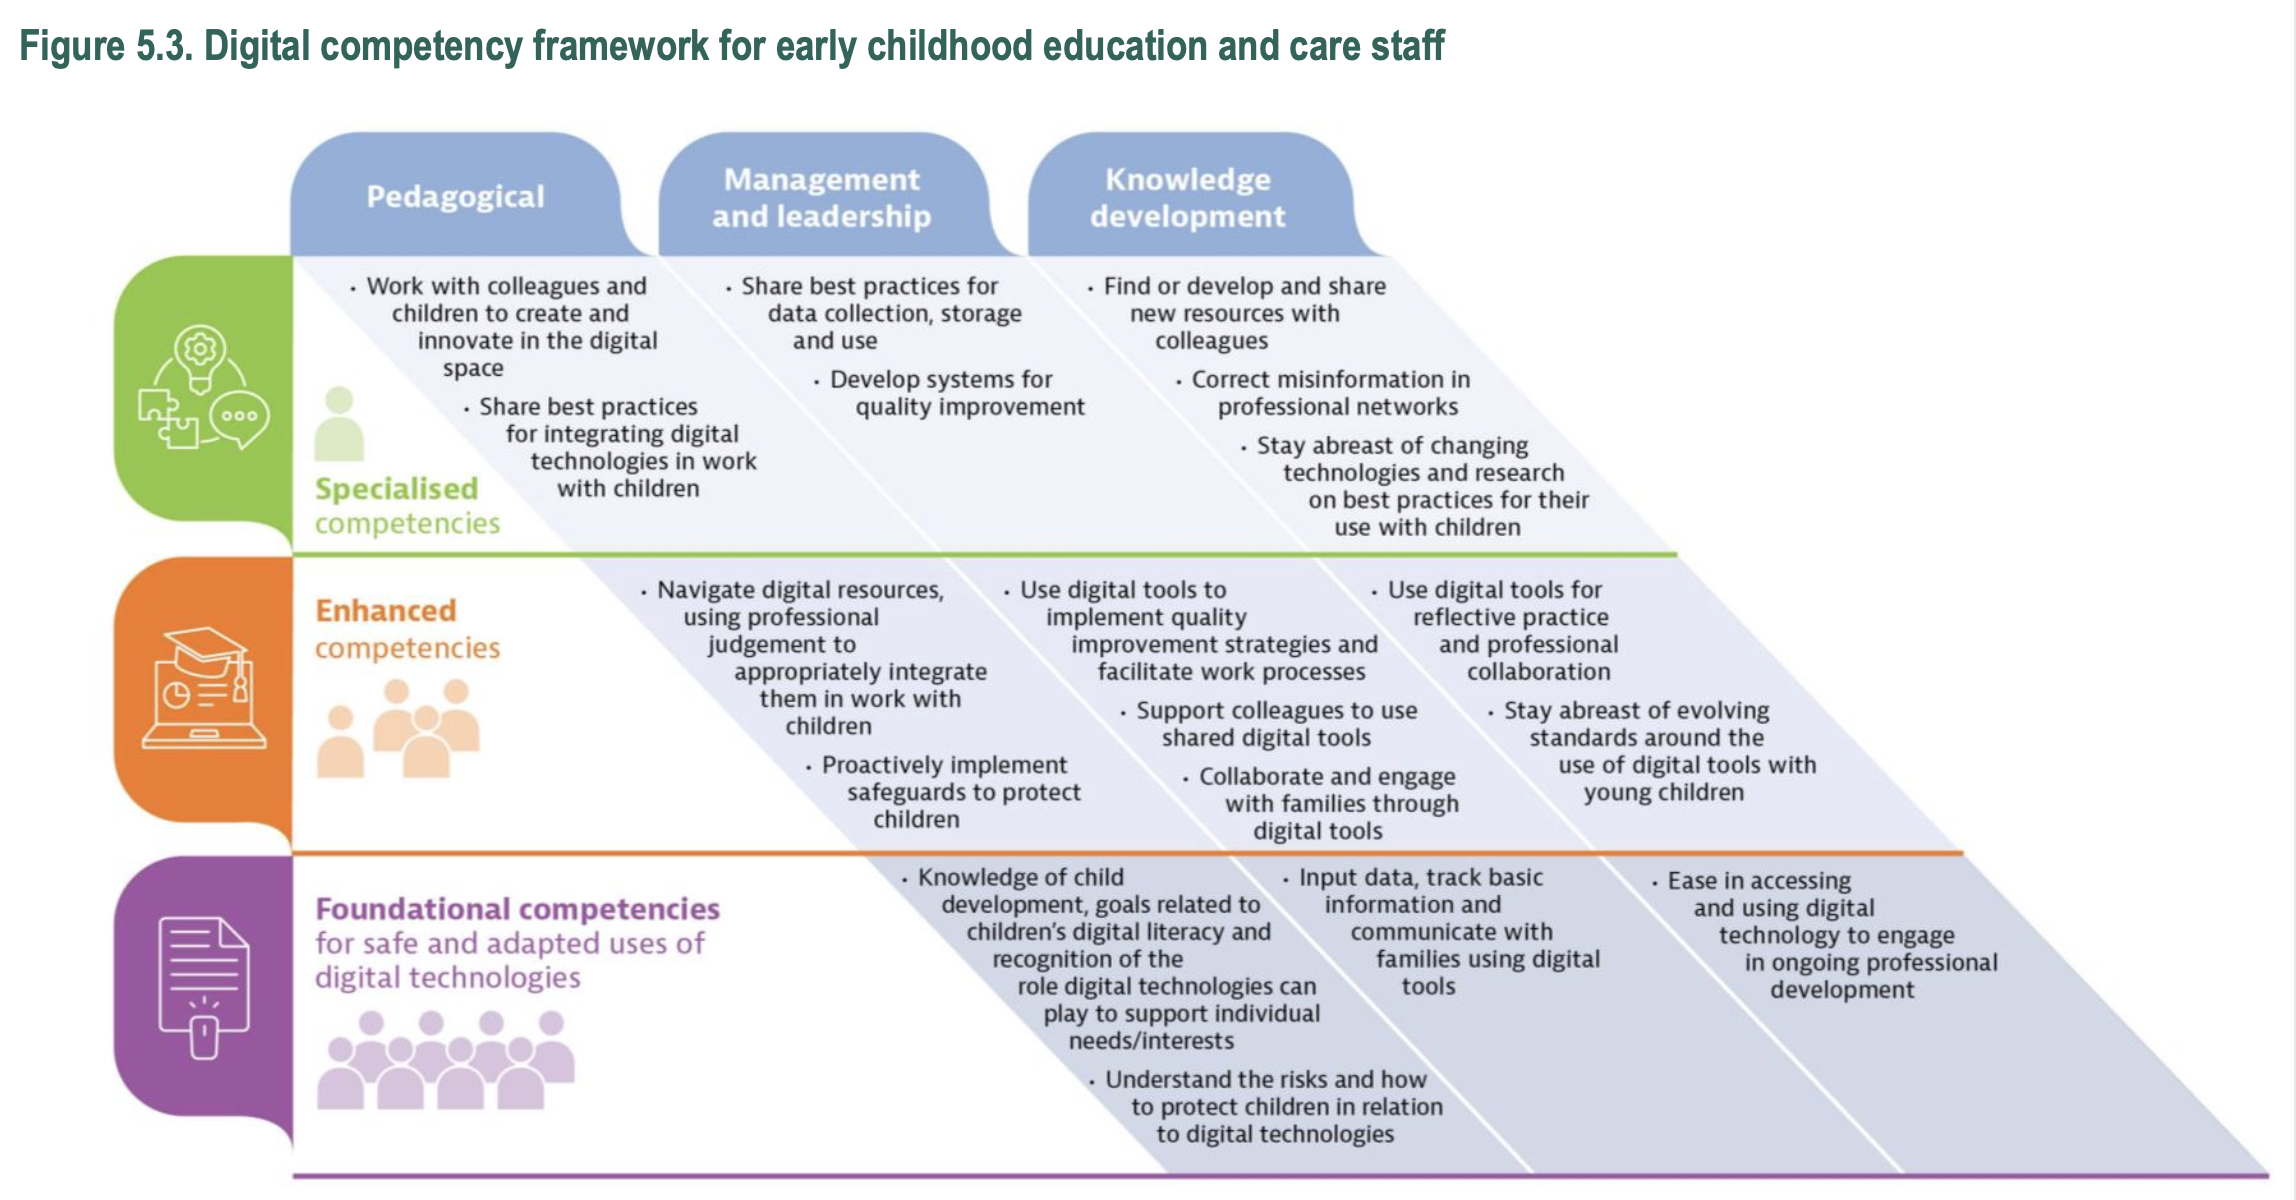 Figure 5.3. Digital competency framework for early childhood education and care staff
Pedagogical
Management
and leadership
Knowledge
development
Specialised
competencies
· Work with colleagues and
children to create and
innovate in the digital
space
· Share best practices
for integrating digital
technologies in work
with children
· Share best practices for
data collection, storage
and use
· Develop systems for
quality improvement
· Find or develop and share
new resources with
colleagues
· Correct misinformation in
professional networks
· Stay abreast of changing
technologies and research
on best practices for their
use with children
Enhanced
competencies
· Navigate digital resources,
using professional
judgement to
appropriately integrate
them in work with
children
· Proactively implement
safeguards to protect
children
· Use digital tools to
implement quality
improvement strategies and
facilitate work processes
· Support colleagues to use
shared digital tools
· Collaborate and engage
with families through
digital tools
· Use digital tools for
reflective practice
and professional
collaboration
· Stay abreast of evolving
standards around the
use of digital tools with
young children
Foundational competencies
for safe and adapted uses of
digital technologies
· Knowledge of child
development, goals related to
children’s digital literacy and
recognition of the
role digital technologies can
play to support individual
needs/interests
· Understand the risks and how
to protect children in relation
to digital technologies
· Input data, track basic
information and
communicate with
families using digital
tools
· Ease in accessing
and using digital
technology to engage
in ongoing professional
development